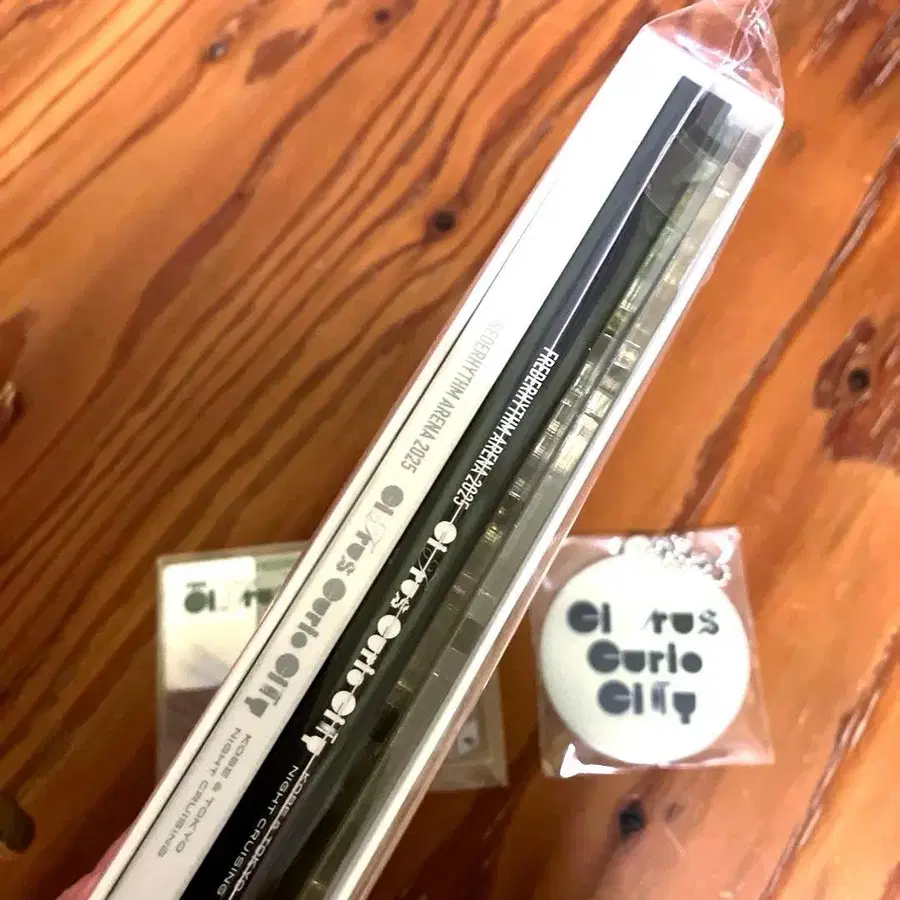 FREDERHYTHM ARENA 2025 CITRUS CURIO CITY
KOBE & TOKYO
NIGHT CRUISING
FREDERHYTHM ARENA 2025 CITRUS CURIO CITY
KOBE & TOKYO
NIGHT CRUISING
CITRUS
CURIO
CITY